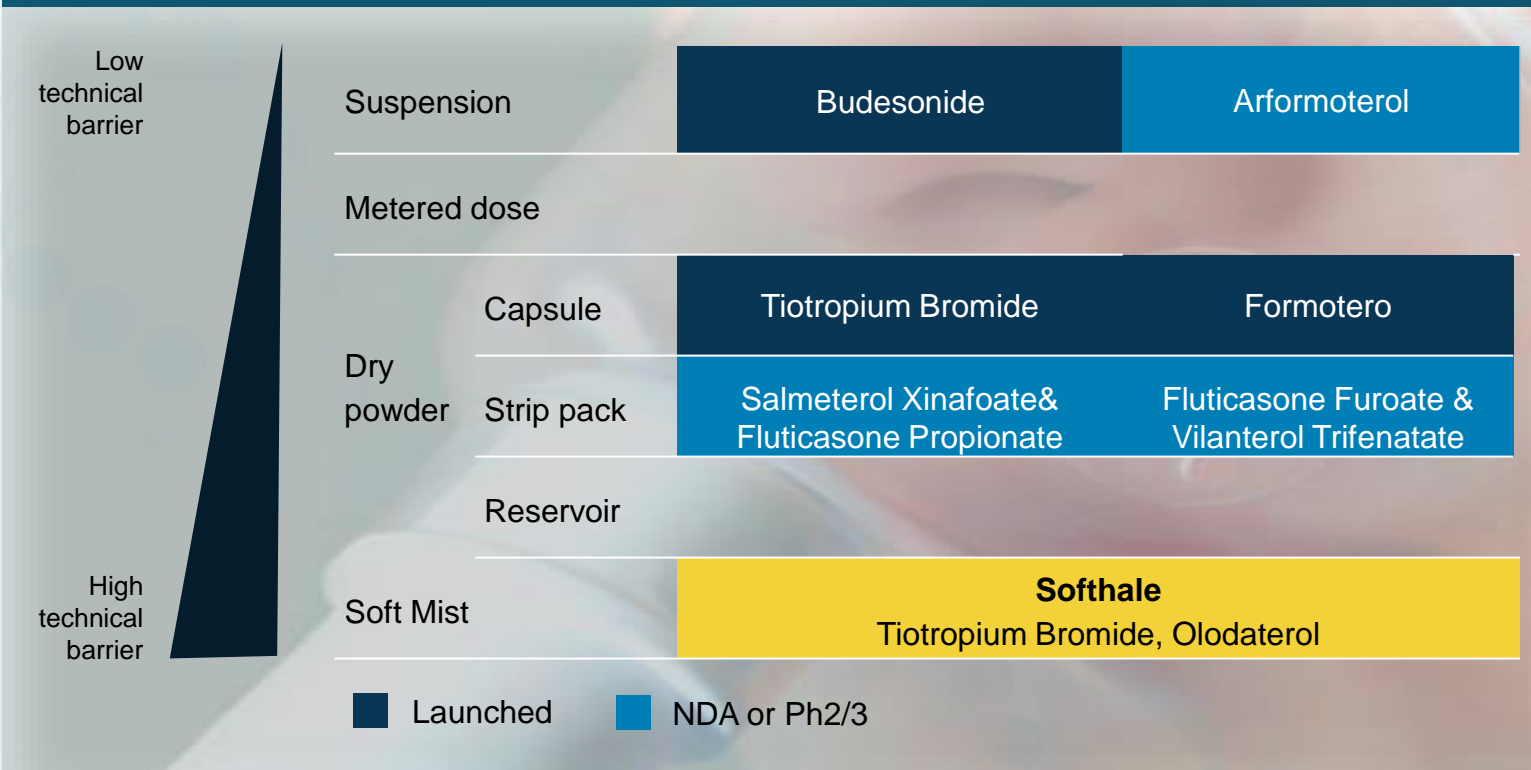 Low
technical
barrier
Suspension
Budesonide
Arformoterol
Metered dose
Dry
powder
Capsule
Tiotropium Bromide
Formotero
Strip pack
Salmeterol Xinafoate&
Fluticasone Propionate
Fluticasone Furoate &
Vilanterol Trifenatate
Reservoir
High
technical
barrier
Soft Mist
Softhale
Tiotropium Bromide, Olodaterol
Launched
NDA or Ph2/3